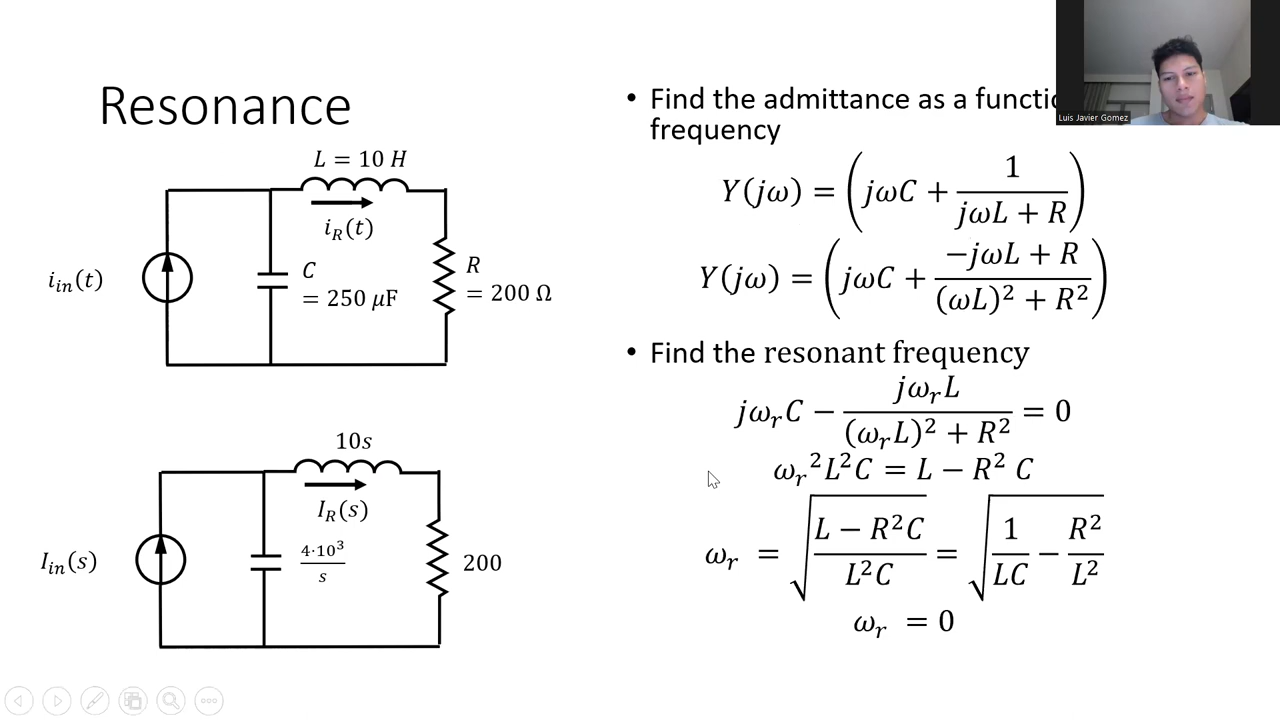 Resonance
L = 10 H
i_R(t)
i_in(t)
C
= 250 μF
R
= 200 Ω
10s
I_R(s)
I_in(s)
4·10³
s
200
• Find the admittance as a functio
frequency
Y(jω) = (jωC + 1/(jωL + R))
Y(jω) = (jωC + (−jωL + R)/((ωL)² + R²))
• Find the resonant frequency
jω_rC − jω_rL/((ω_rL)² + R²) = 0
ω_r²L²C = L − R² C
ω_r = √((L − R²C)/(L²C)) = √(1/(LC) − R²/L²)
ω_r = 0
Luis Javier Gomez